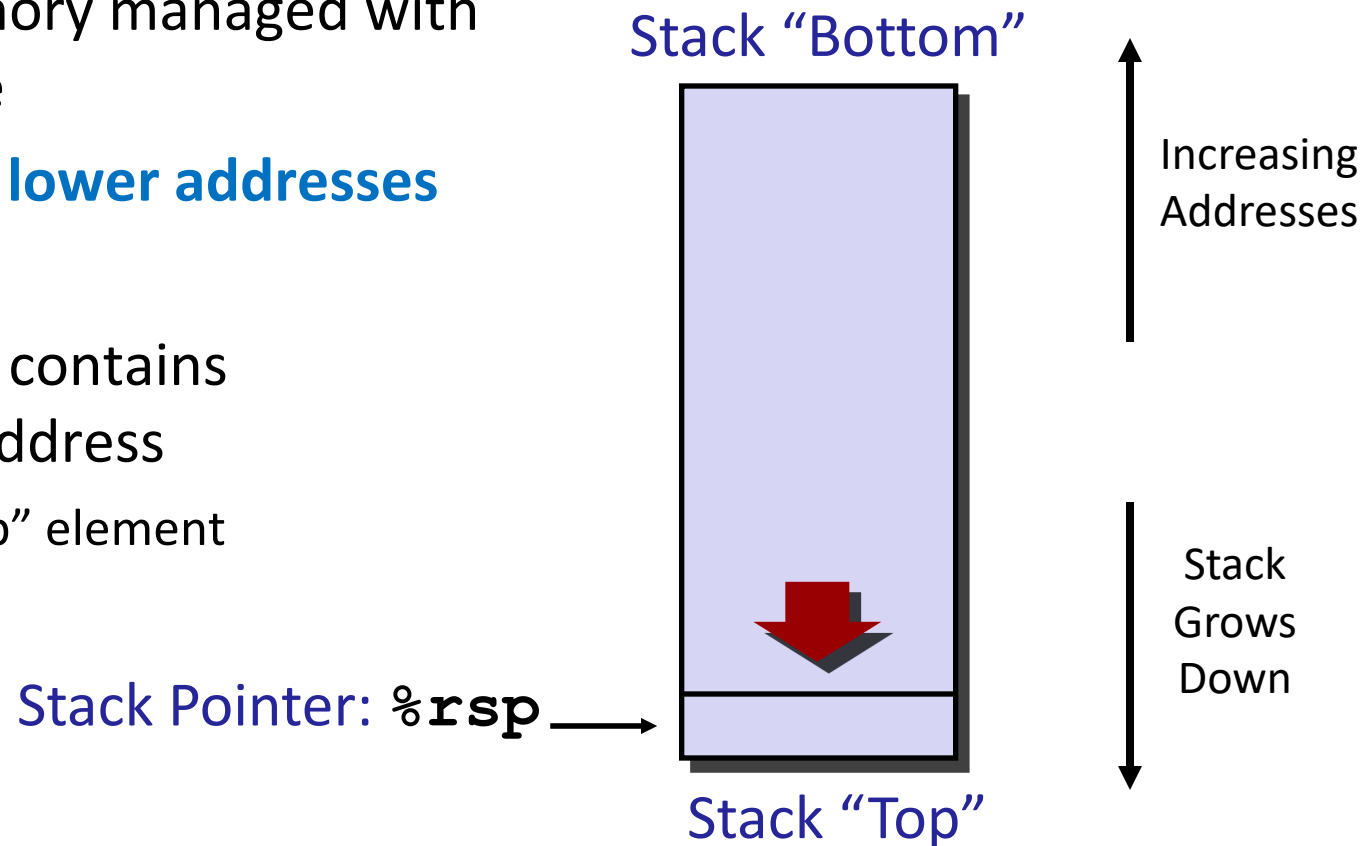 ory managed with
lower addresses
contains
ddress
” element
Stack Pointer: %rsp
Stack “Bottom”
Increasing
Addresses
Stack
Grows
Down
Stack “Top”